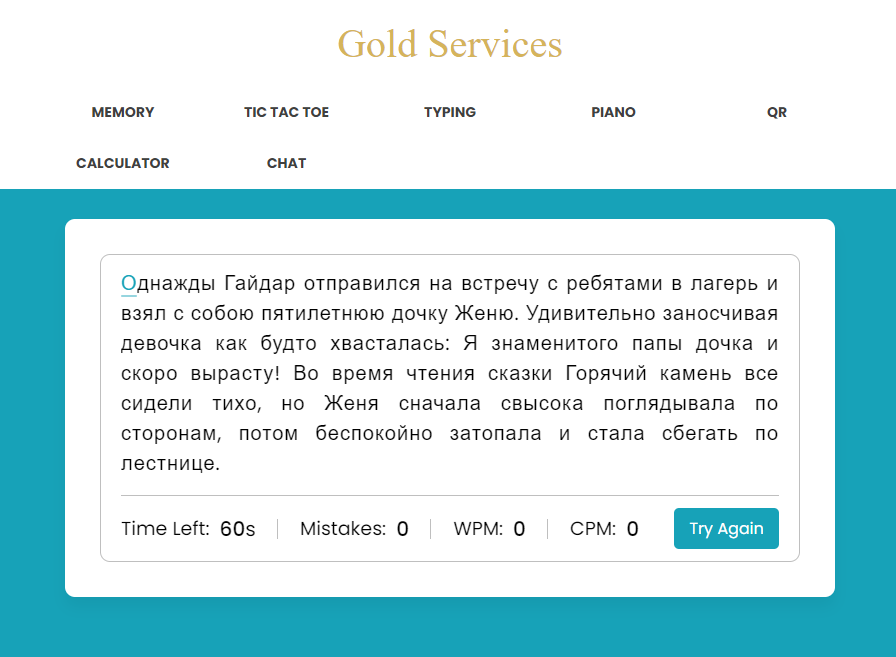 Gold Services
MEMORY TIC TAC TOE TYPING PIANO QR
CALCULATOR CHAT
Однажды Гайдар отправился на встречу с ребятами в лагерь и
взял с собою пятилетнюю дочку Женю. Удивительно заносчивая
девочка как будто хвасталась: Я знаменитого папы дочка и
скоро вырасту! Во время чтения сказки Горячий камень все
сидели тихо, но Женя сначала свысока поглядывала по
сторонам, потом беспокойно затопала и стала сбегать по
лестнице.
Time Left: 60s Mistakes: 0 WPM: 0 CPM: 0 Try Again